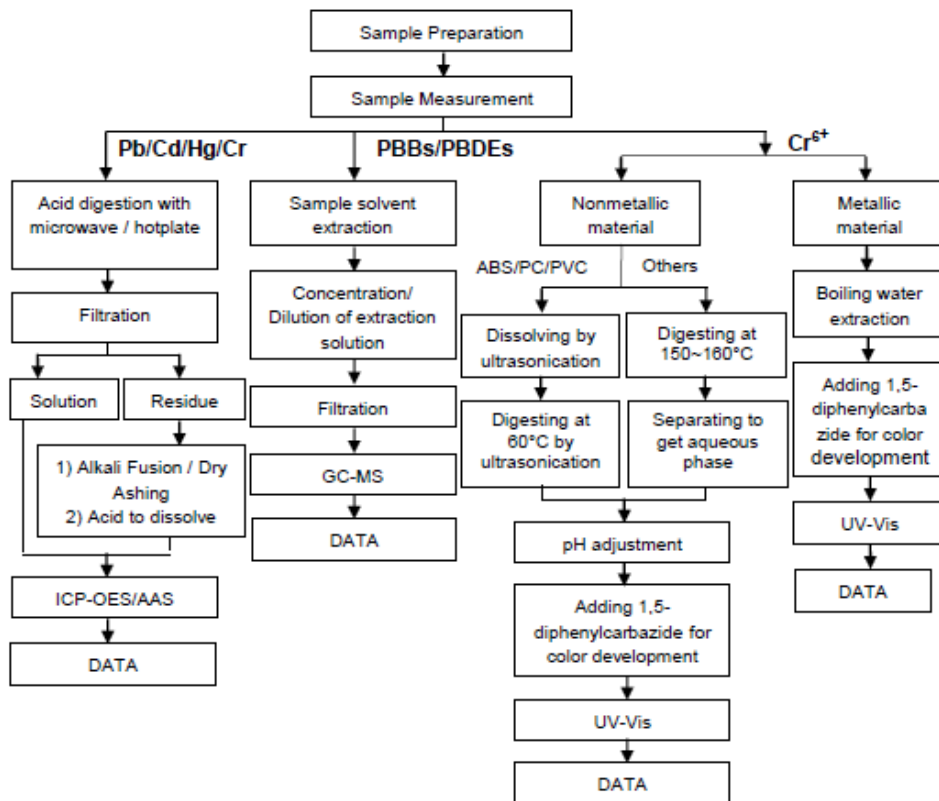 Sample Preparation
Sample Measurement
Pb/Cd/Hg/Cr
PBBs/PBDEs
Cr⁶⁺
Acid digestion with
microwave / hotplate
Filtration
Solution
Residue
1) Alkali Fusion / Dry
Ashing
2) Acid to dissolve
ICP-OES/AAS
DATA
Sample solvent
extraction
Concentration/
Dilution of extraction
solution
Filtration
GC-MS
DATA
Nonmetallic
material
ABS/PC/PVC
Others
Dissolving by
ultrasonication
Digesting at
60°C by
ultrasonication
Digesting at
150~160°C
Separating to
get aqueous
phase
pH adjustment
Adding 1,5-
diphenylcarbazide for
color development
UV-Vis
DATA
Metallic
material
Boiling water
extraction
Adding 1,5-
diphenylcarba
zide for color
development
UV-Vis
DATA